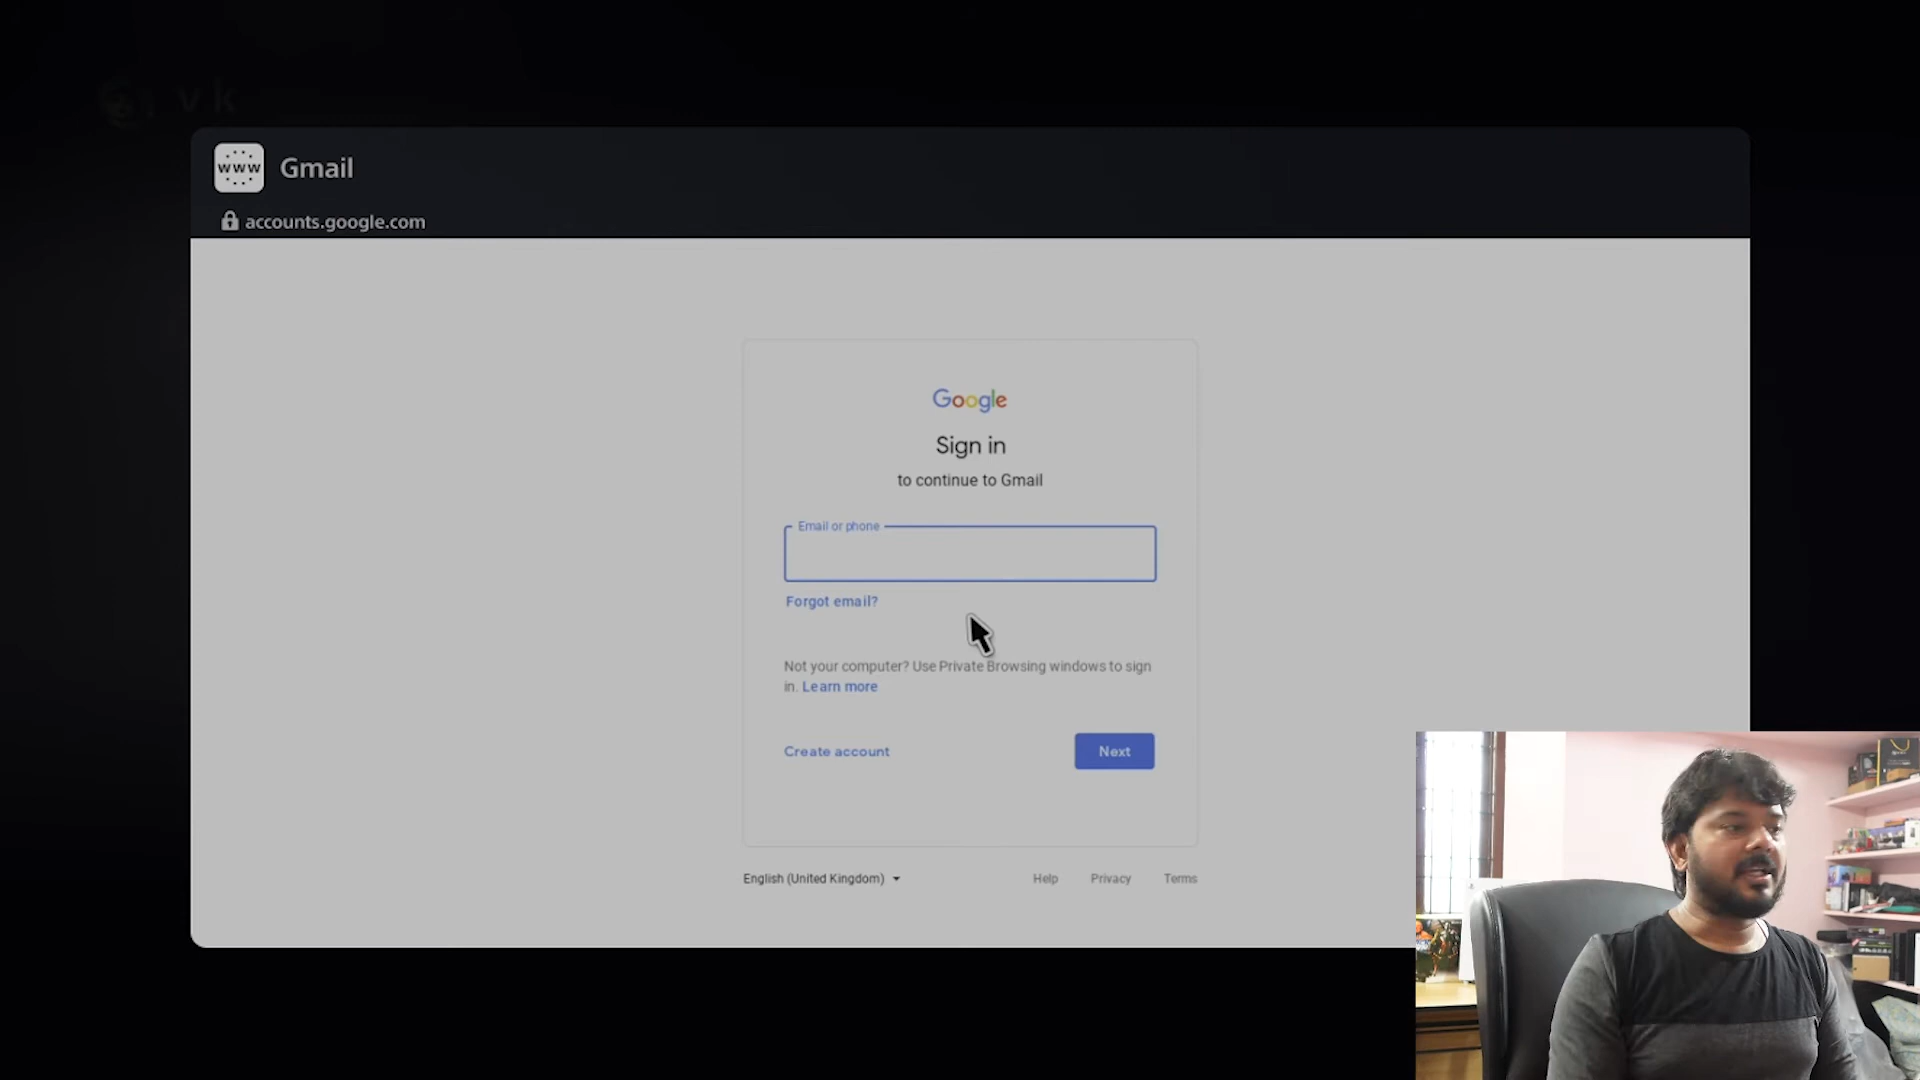 www
Gmail
accounts.google.com
Google
Sign in
to continue to Gmail
Email or phone
Forgot email?
Not your computer? Use Private Browsing windows to sign
in. Learn more
Create account
Next
English (United Kingdom)
Help
Privacy
Terms